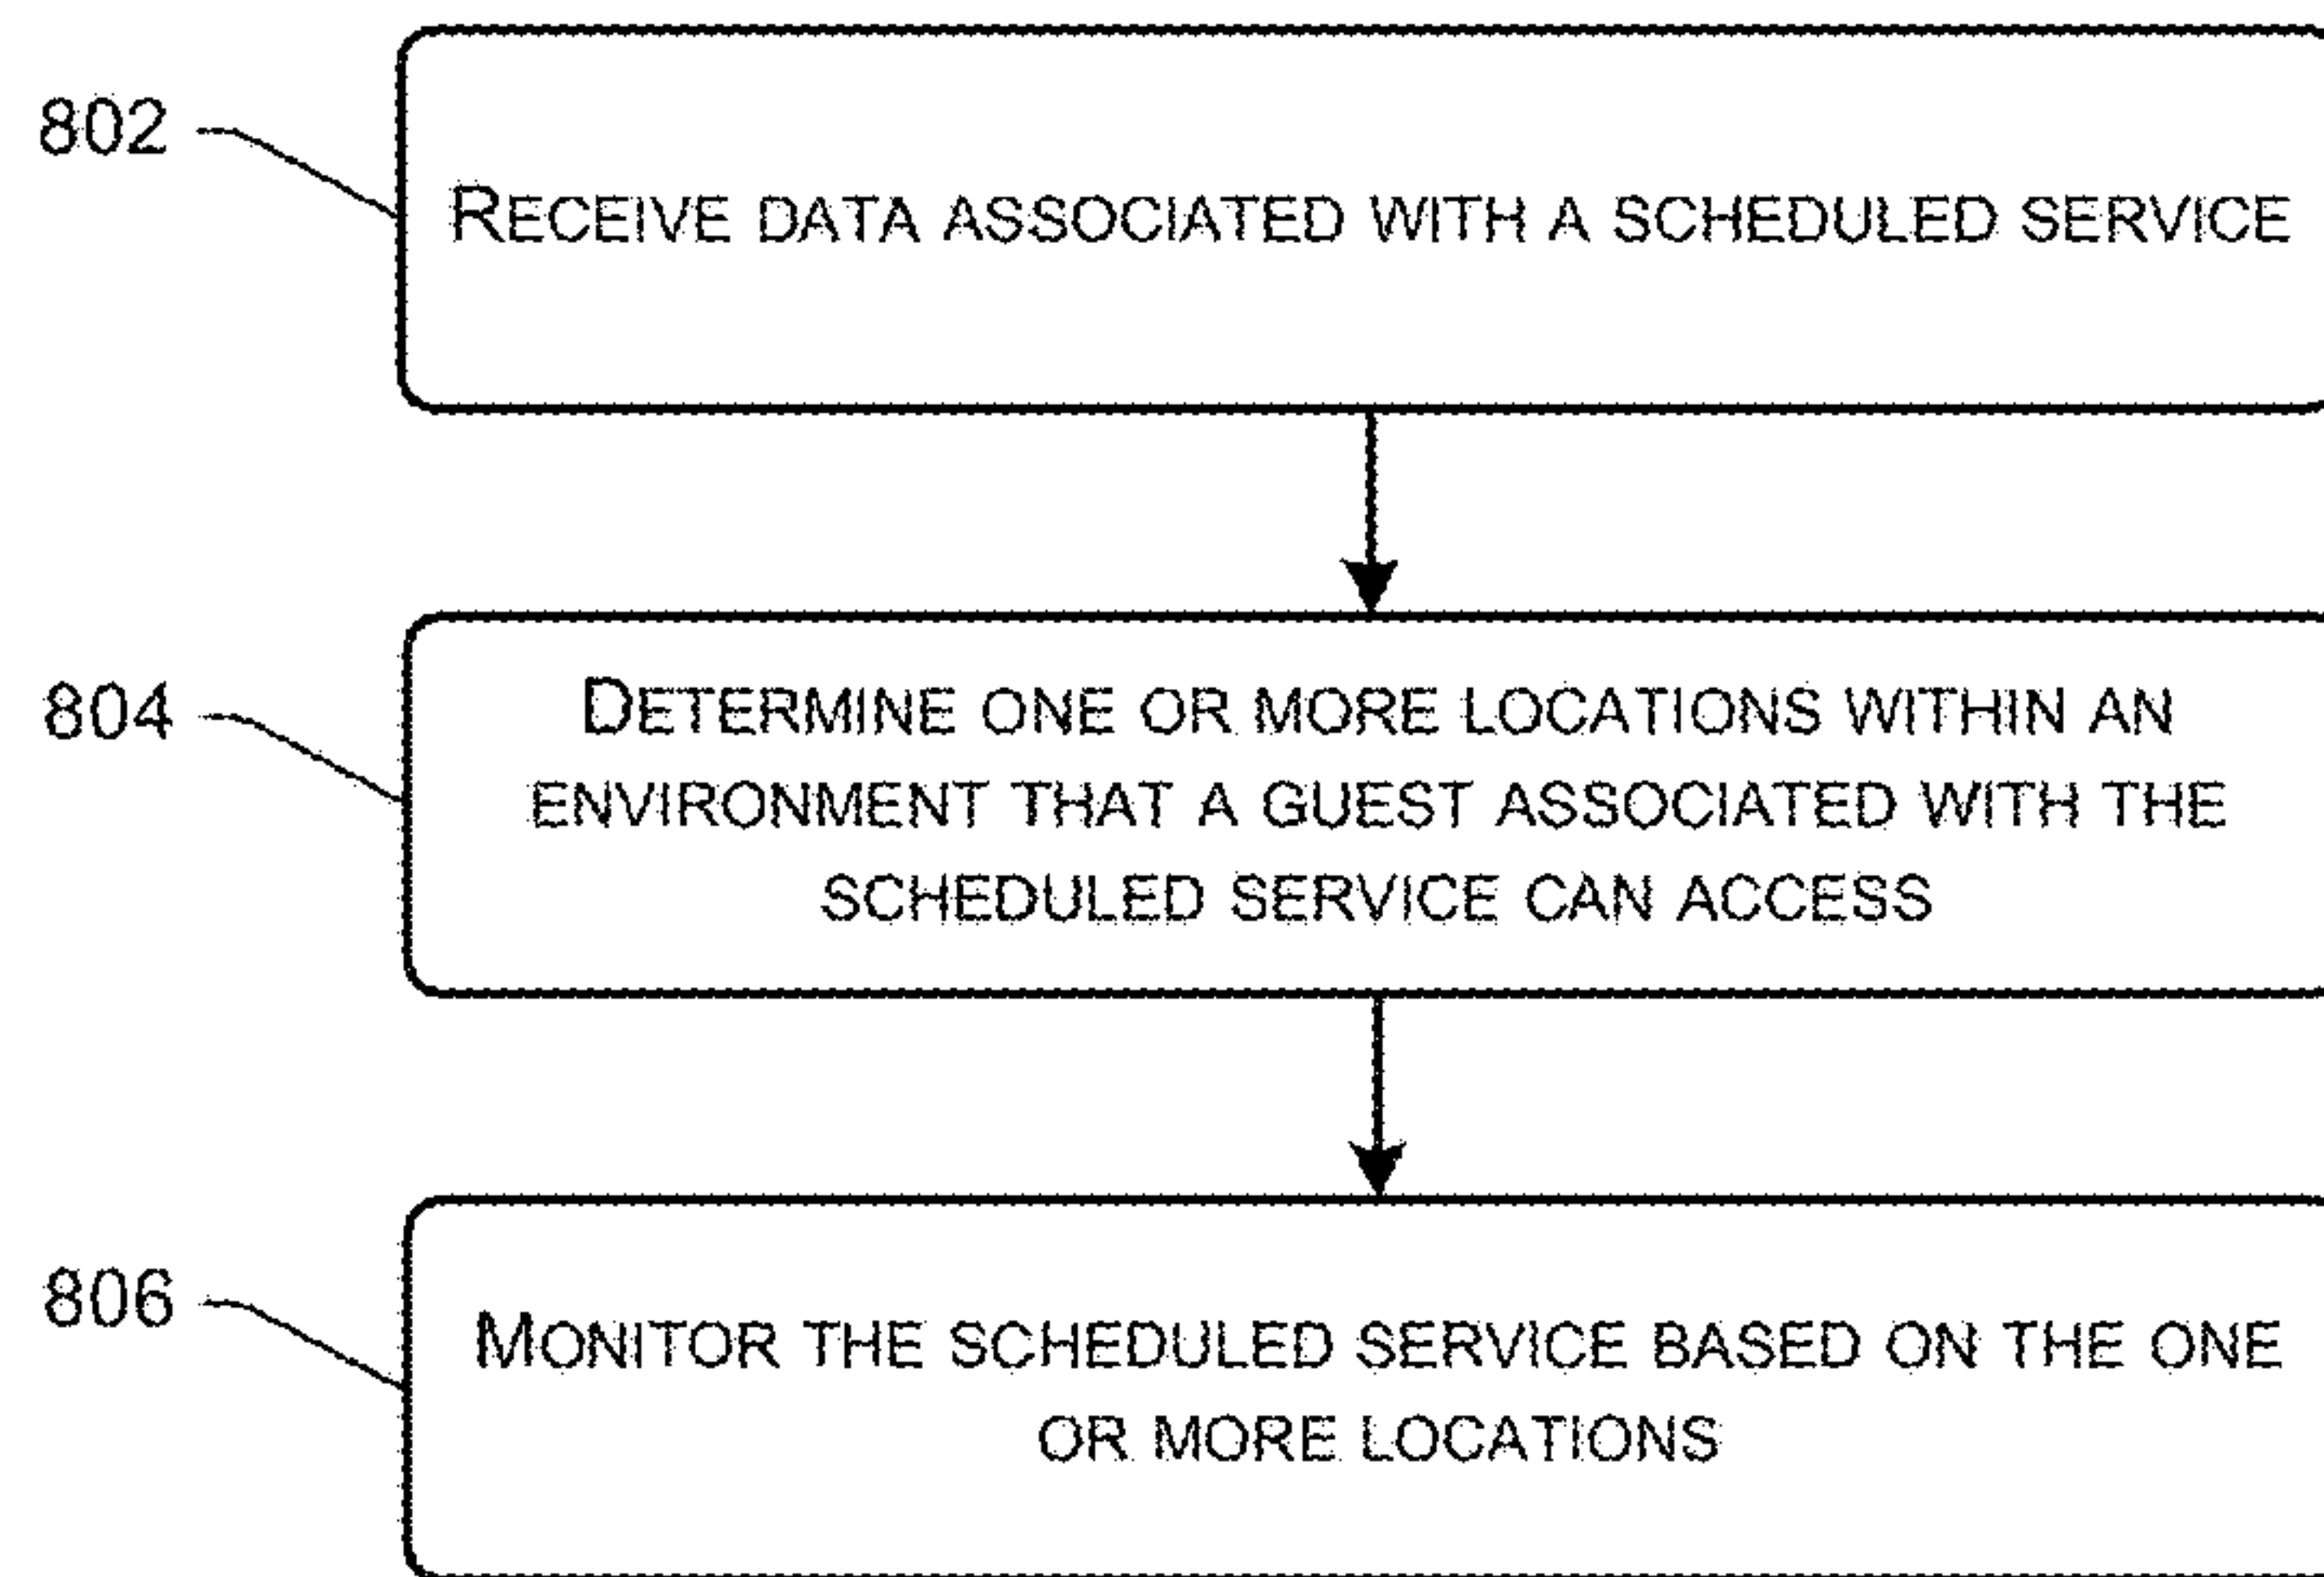 802
RECEIVE DATA ASSOCIATED WITH A SCHEDULED SERVICE
804
DETERMINE ONE OR MORE LOCATIONS WITHIN AN
ENVIRONMENT THAT A GUEST ASSOCIATED WITH THE
SCHEDULED SERVICE CAN ACCESS
806
MONITOR THE SCHEDULED SERVICE BASED ON THE ONE
OR MORE LOCATIONS